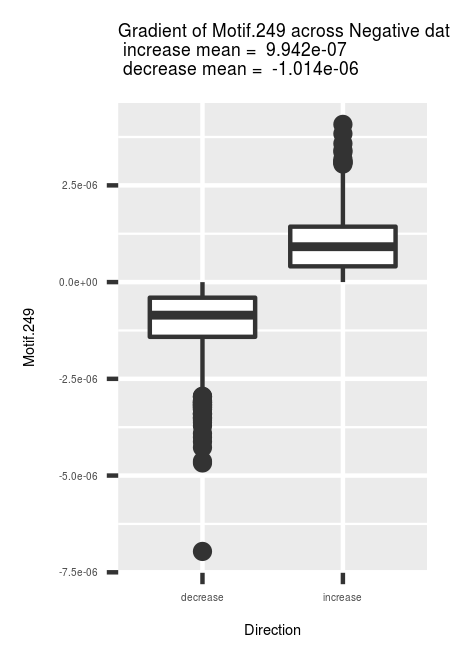 Gradient of Motif.249 across Negative dat
increase mean =  9.942e-07
decrease mean =  -1.014e-06
2.5e-06
0.0e+00
-2.5e-06
-5.0e-06
-7.5e-06
Motif.249
decrease
increase
Direction